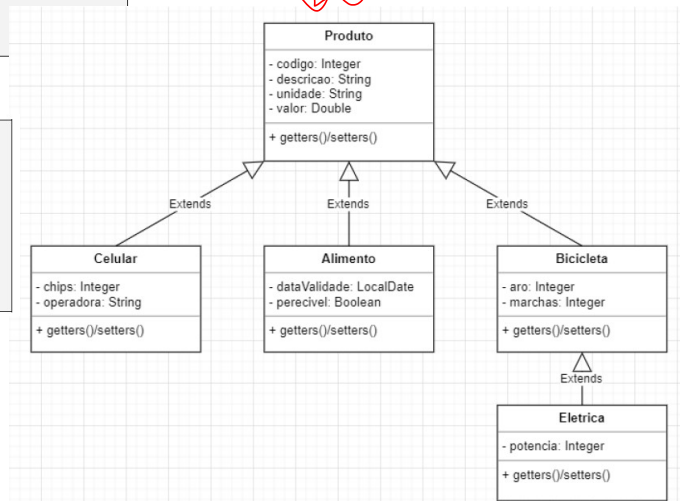 Produto
- codigo: Integer
- descricao: String
- unidade: String
- valor: Double
+ getters()/setters()
Extends
Extends
Extends
Celular
- chips: Integer
- operadora: String
+ getters()/setters()
Alimento
- dataValidade: LocalDate
- perecivel: Boolean
+ getters()/setters()
Bicicleta
- aro: Integer
- marchas: Integer
+ getters()/setters()
Extends
Eletrica
- potencia: Integer
+ getters()/setters()